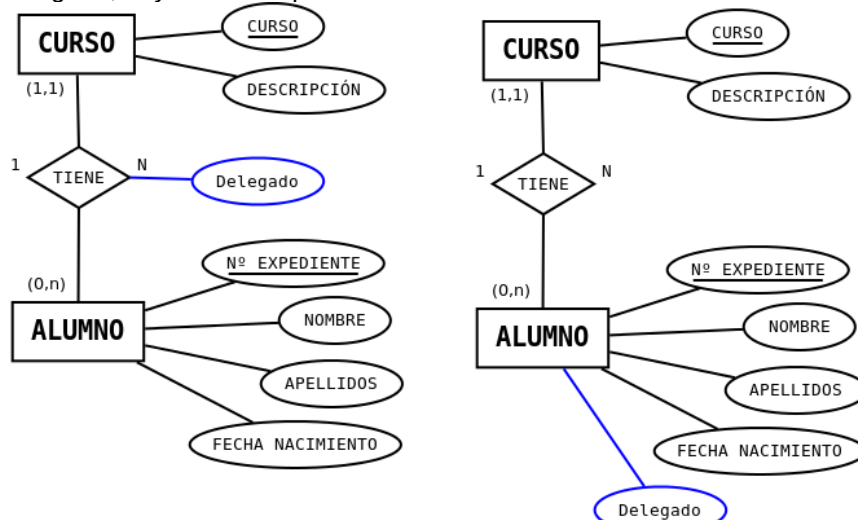 CURSO
CURSO
DESCRIPCIÓN
(1,1)
1
TIENE
N
Delegado
(0,n)
Nº EXPEDIENTE
ALUMNO
NOMBRE
APELLIDOS
FECHA NACIMIENTO
CURSO
CURSO
DESCRIPCIÓN
(1,1)
1
TIENE
N
(0,n)
Nº EXPEDIENTE
ALUMNO
NOMBRE
APELLIDOS
FECHA NACIMIENTO
Delegado